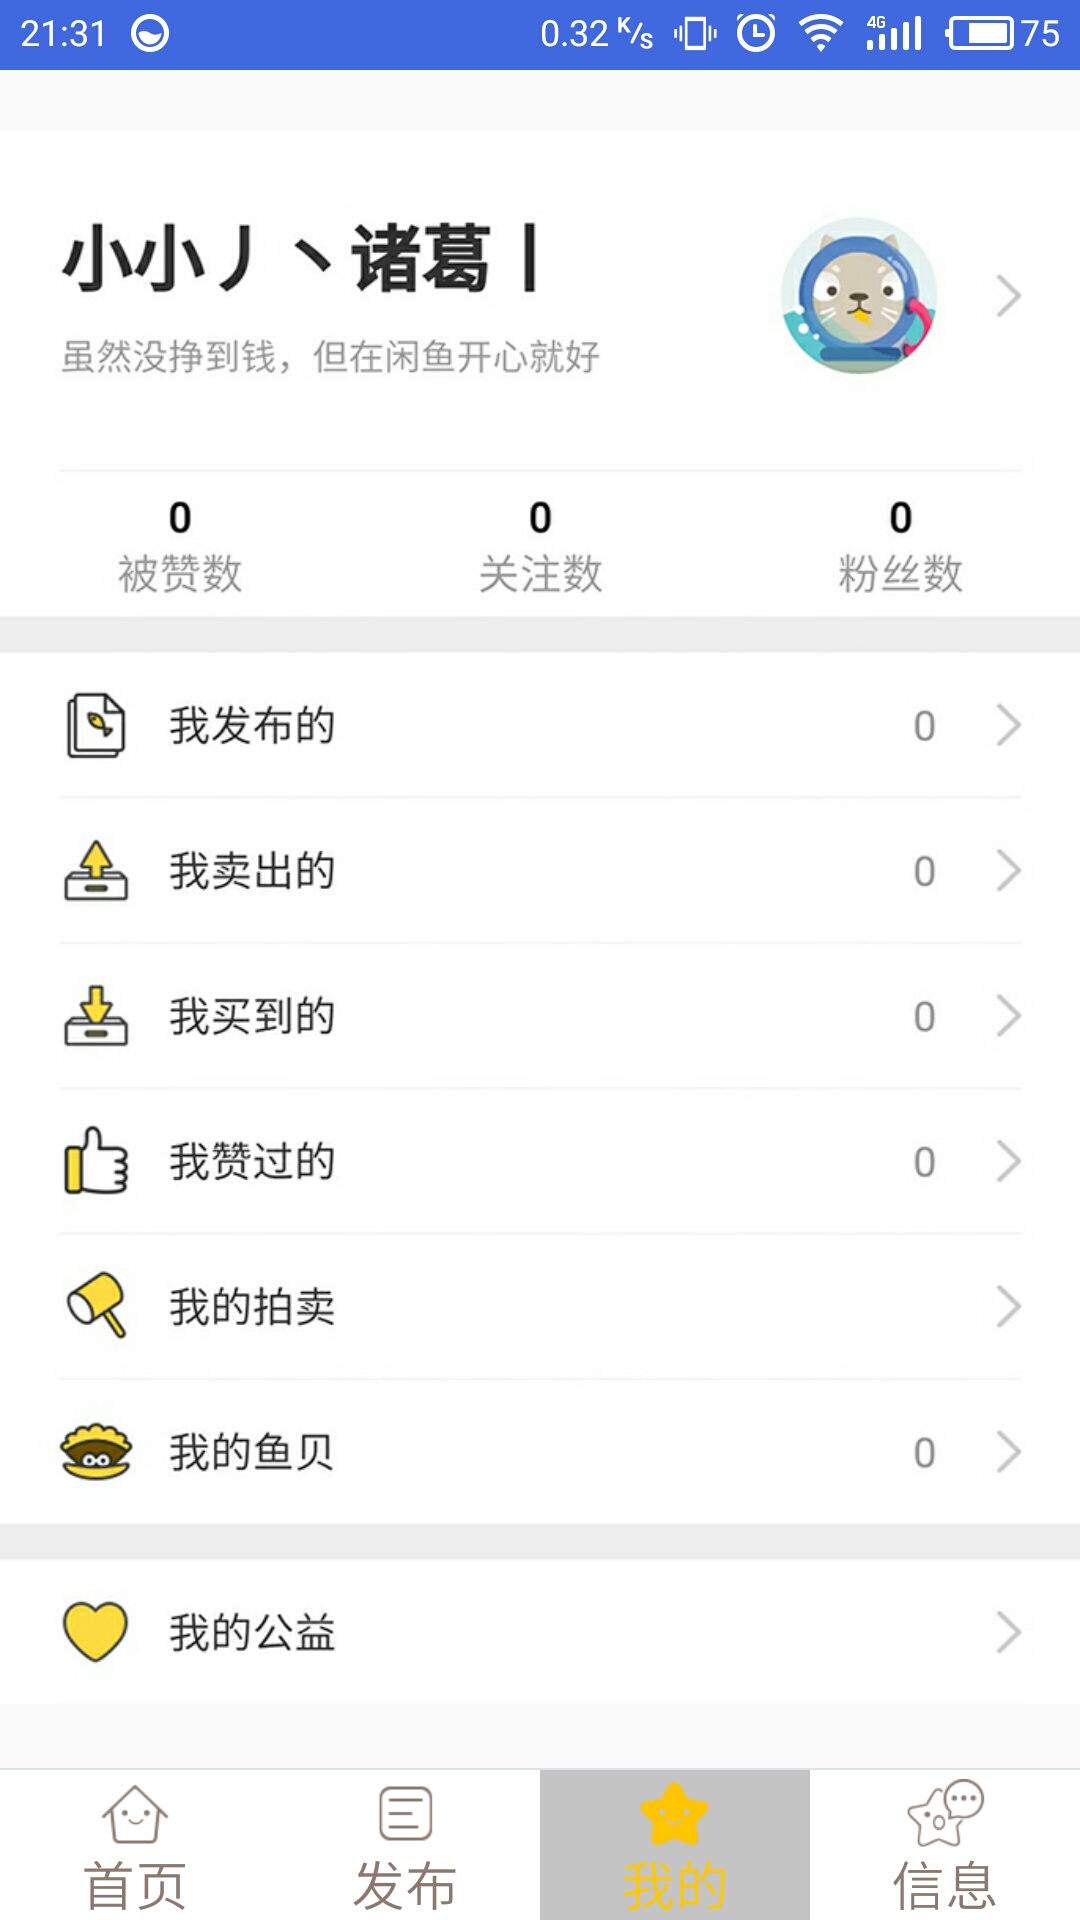 21:31 0.32 K/s 4G 75
小小丿丶诸葛丨
虽然没挣到钱，但在闲鱼开心就好
0 0 0
被赞数 关注数 粉丝数
我发布的 0
我卖出的 0
我买到的 0
我赞过的 0
我的拍卖
我的鱼贝 0
我的公益
首页 发布 我的 信息